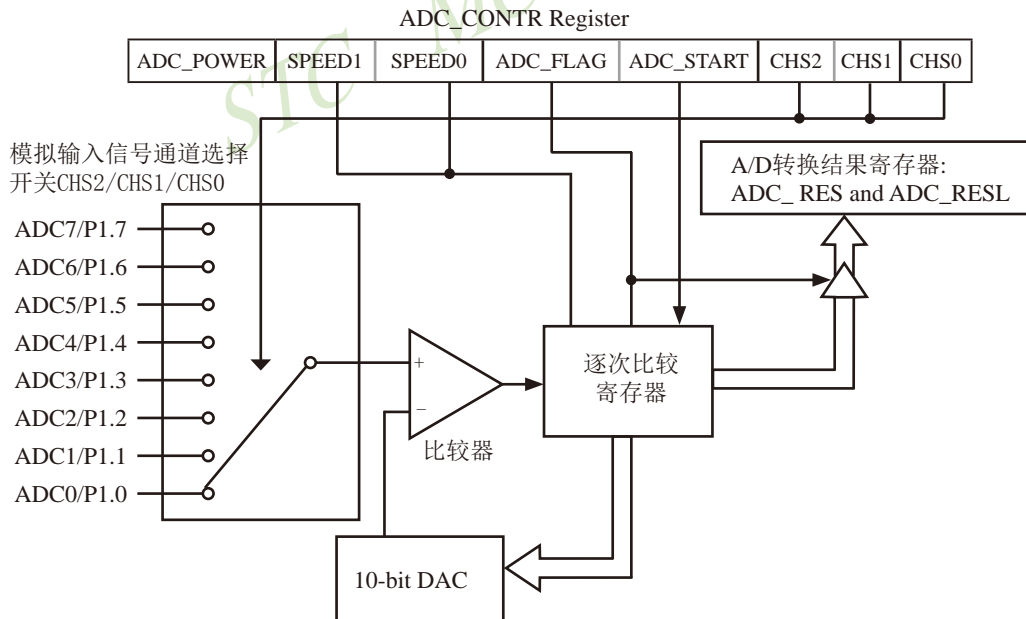 ADC_CONTR Register
ADC_POWER SPEED1 SPEED0 ADC_FLAG ADC_START CHS2 CHS1 CHS0
STC MC
模拟输入信号通道选择
开关CHS2/CHS1/CHS0
A/D转换结果寄存器:
ADC_ RES and ADC_RESL
ADC7/P1.7
ADC6/P1.6
ADC5/P1.5
ADC4/P1.4
ADC3/P1.3
ADC2/P1.2
ADC1/P1.1
ADC0/P1.0
+
−
比较器
逐次比较
寄存器
10-bit DAC